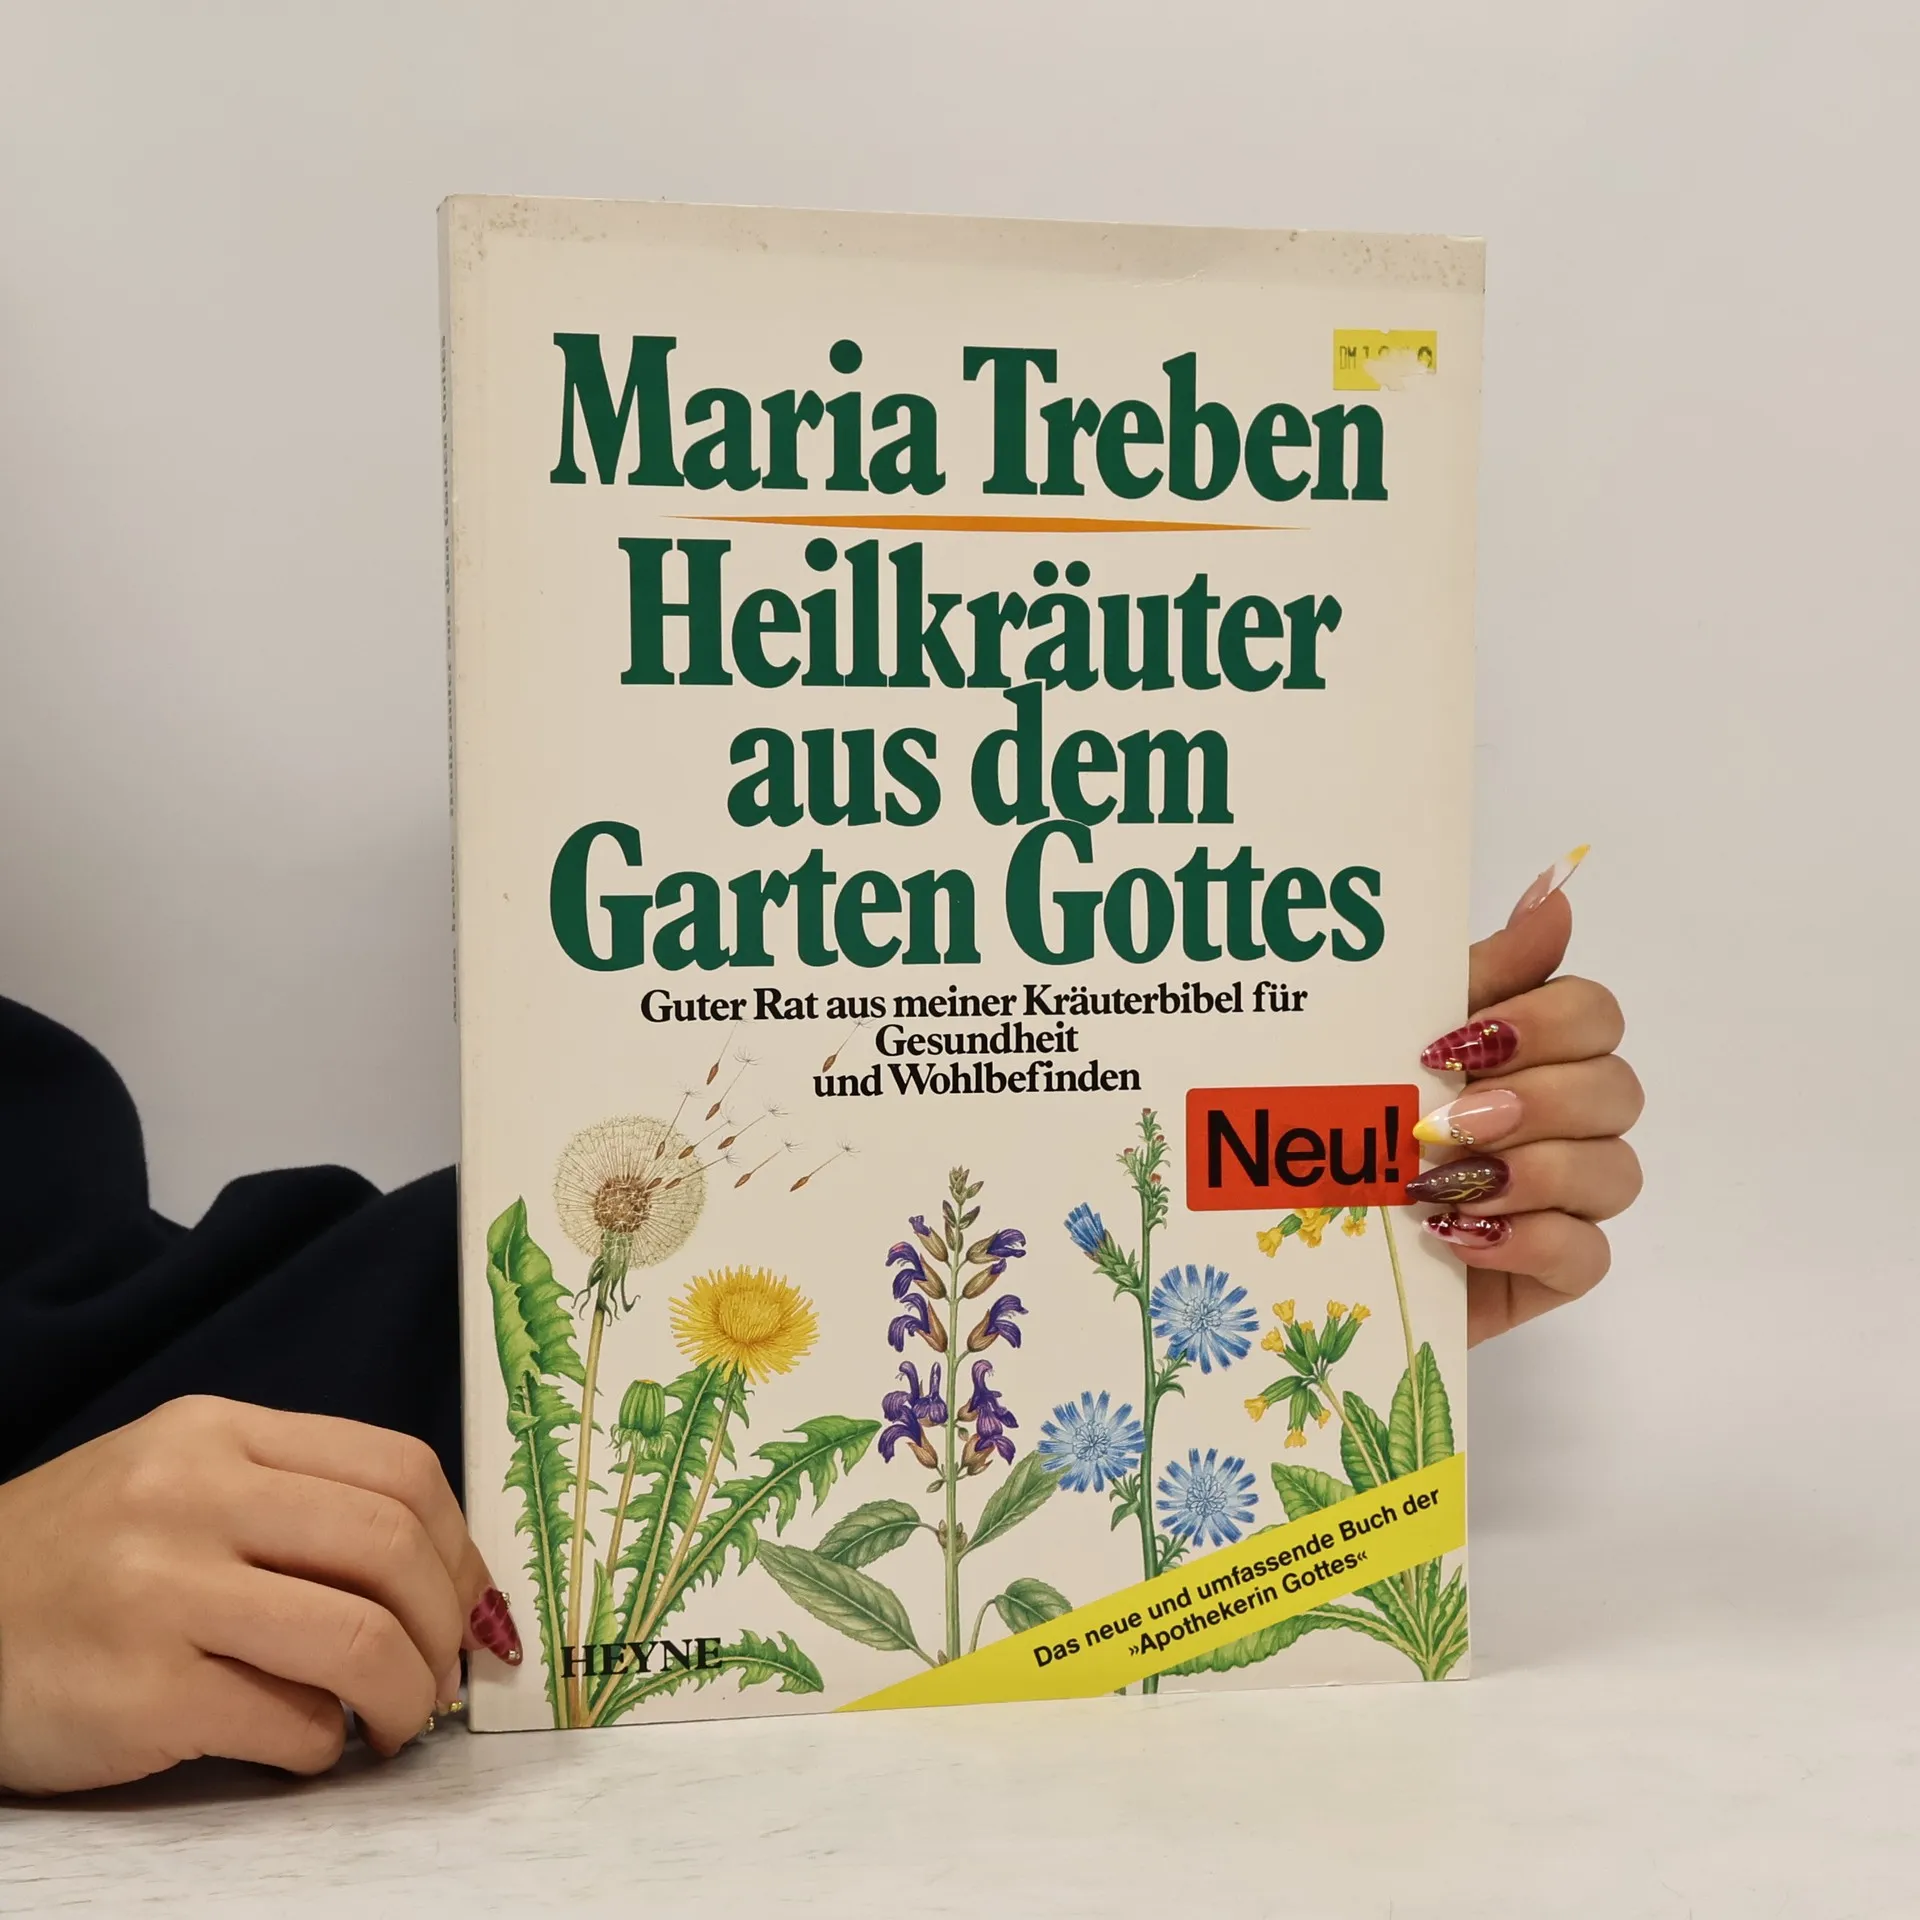 Maria Treben
Heilkräuter
aus dem
Garten Gottes
Guter Rat aus meiner Kräuterbibel für
Gesundheit
und Wohlbefinden
Neu!
Das neue und umfassende Buch der
»Apothekerin Gottes«
HEYNE